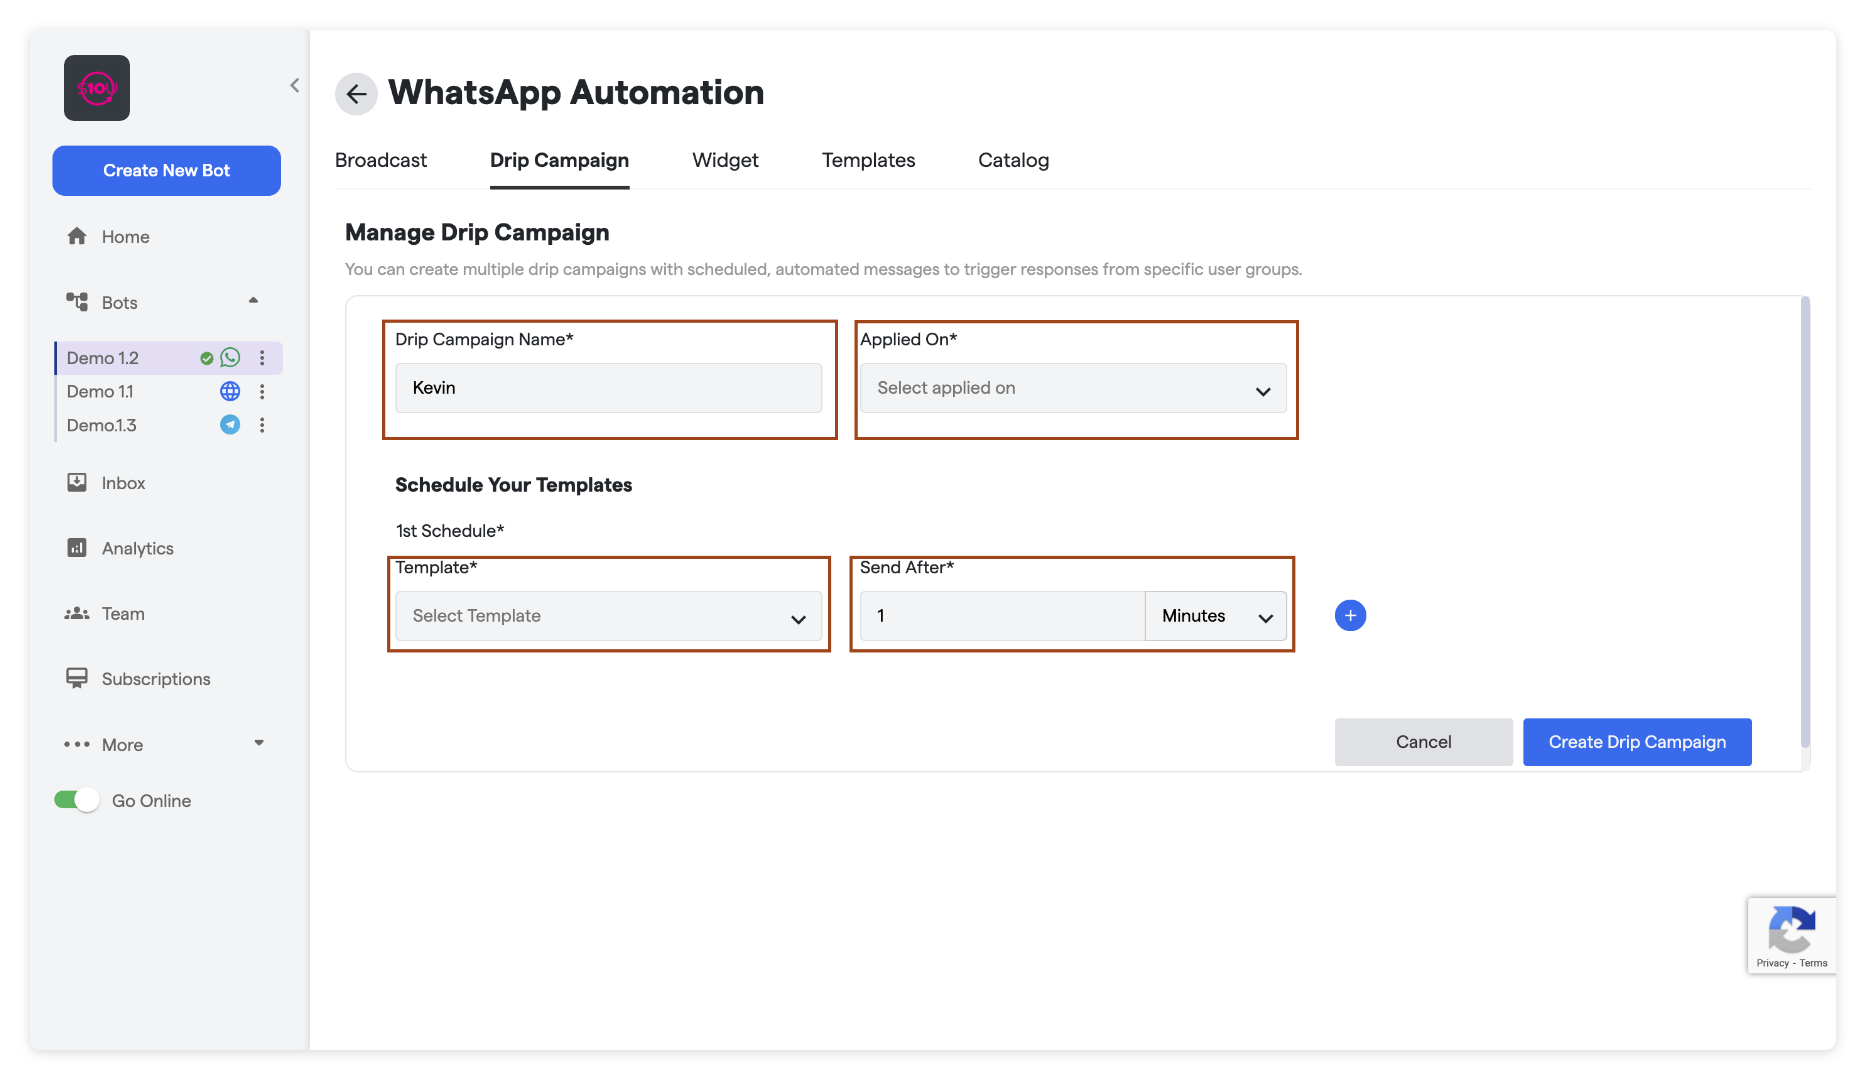 $10U
Create New Bot
Home
Bots
Demo 1.2
Demo 1.1
Demo.1.3
Inbox
Analytics
Team
Subscriptions
More
Go Online
WhatsApp Automation
Broadcast
Drip Campaign
Widget
Templates
Catalog
Manage Drip Campaign
You can create multiple drip campaigns with scheduled, automated messages to trigger responses from specific user groups.
Drip Campaign Name*
Kevin
Applied On*
Select applied on
Schedule Your Templates
1st Schedule*
Template*
Select Template
Send After*
1
Minutes
Cancel
Create Drip Campaign
Privacy - Terms